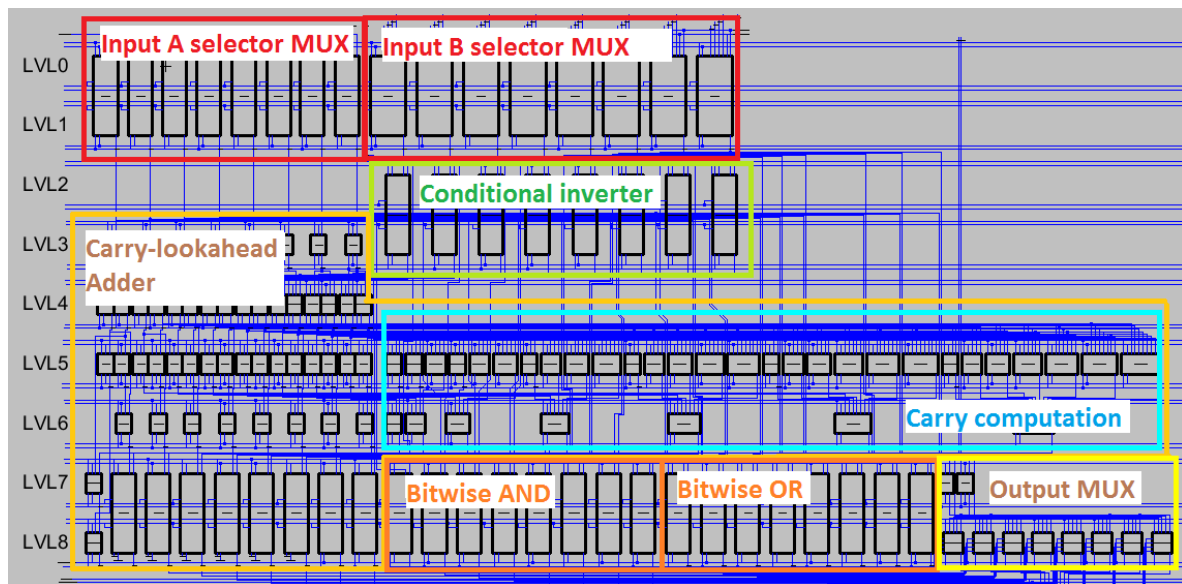 Input A selector MUX
Input B selector MUX
LVL0
LVL1
LVL2
Conditional inverter
LVL3
Carry-lookahead
Adder
LVL4
LVL5
LVL6
Carry computation
LVL7
Bitwise AND
Bitwise OR
Output MUX
LVL8